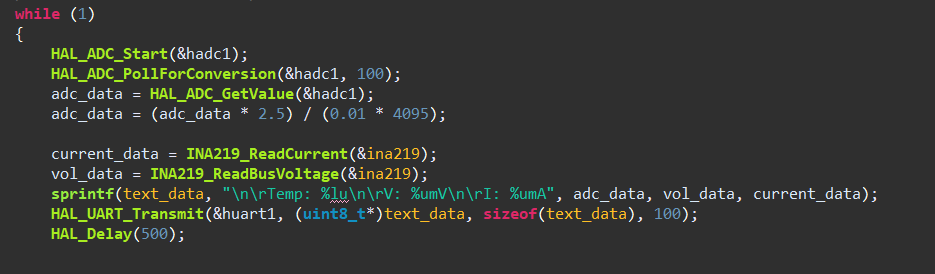 while (1)
{
HAL_ADC_Start(&hadc1);
HAL_ADC_PollForConversion(&hadc1, 100);
adc_data = HAL_ADC_GetValue(&hadc1);
adc_data = (adc_data * 2.5) / (0.01 * 4095);
current_data = INA219_ReadCurrent(&ina219);
vol_data = INA219_ReadBusVoltage(&ina219);
sprintf(text_data, "\n\rTemp: %lu\n\rV: %umV\n\rI: %umA", adc_data, vol_data, current_data);
HAL_UART_Transmit(&huart1, (uint8_t*)text_data, sizeof(text_data), 100);
HAL_Delay(500);